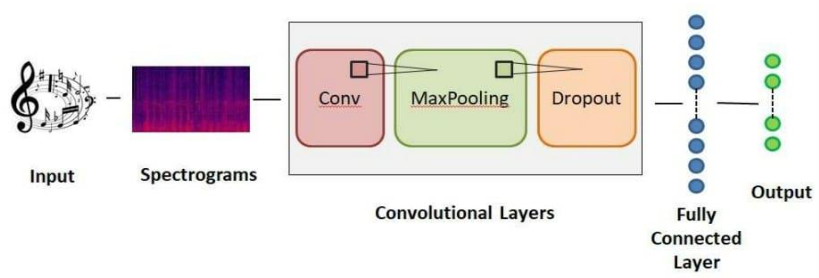 Conv
MaxPooling
Dropout
Input
Spectrograms
Convolutional Layers
Fully
Connected
Layer
Output